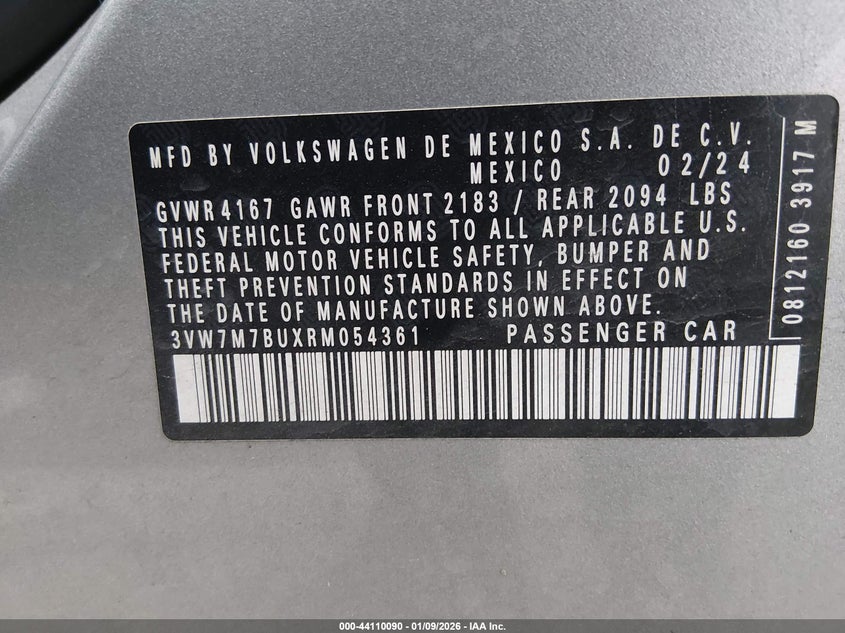 MFD BY VOLKSWAGEN DE MEXICO S.A. DE C.V.
MEXICO 02/24
GVWR4167 GAWR FRONT 2183 / REAR 2094 LBS
THIS VEHICLE CONFORMS TO ALL APPLICABLE U.S.
FEDERAL MOTOR VEHICLE SAFETY, BUMPER AND
THEFT PREVENTION STANDARDS IN EFFECT ON
THE DATE OF MANUFACTURE SHOWN ABOVE.
3VW7M7BUXRM054361 PASSENGER CAR
0812160 3917 M
000-44110090 - 01/09/2026 - IAA Inc.